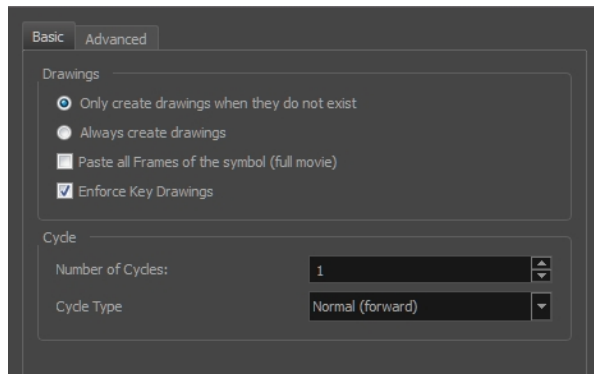 Basic Advanced
Drawings
Only create drawings when they do not exist
Always create drawings
Paste all Frames of the symbol (full movie)
Enforce Key Drawings
Cycle
Number of Cycles: 1
Cycle Type Normal (forward)